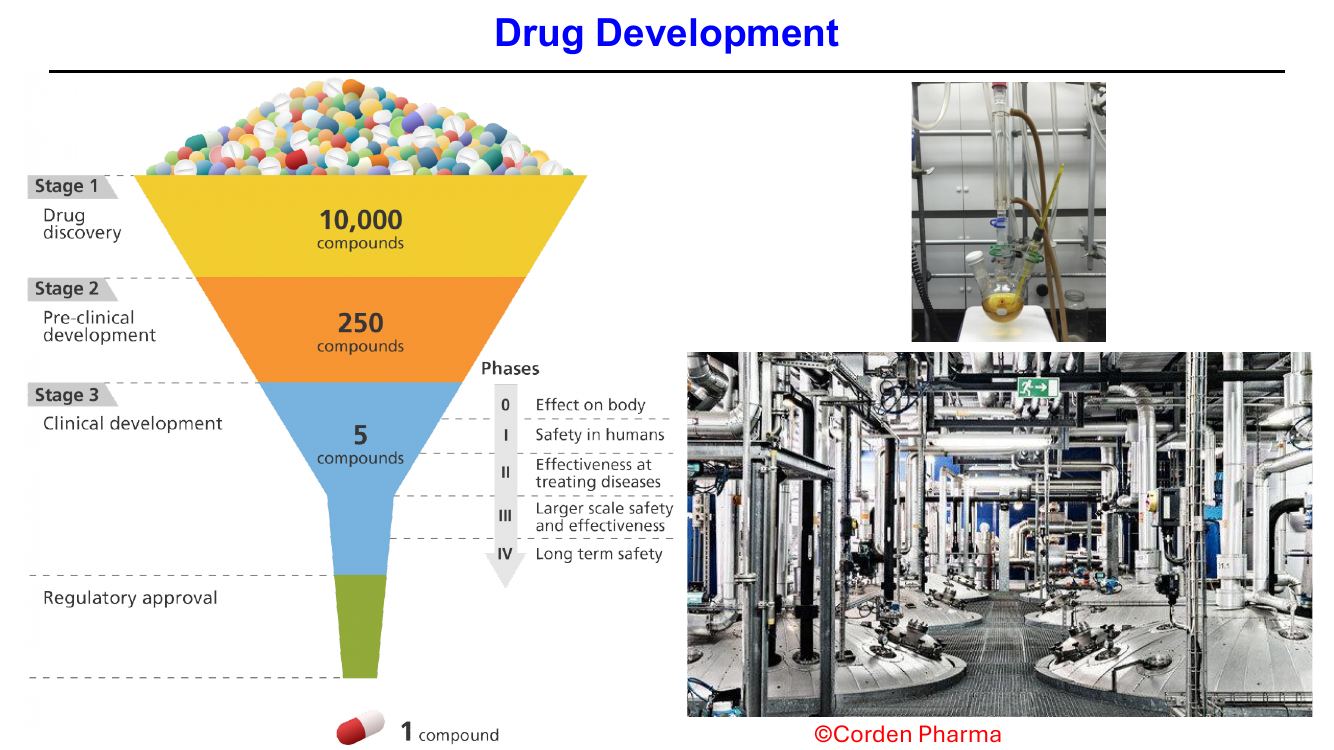 Drug Development
Stage 1
Drug
discovery
10,000
compounds
Stage 2
Pre-clinical
development
250
compounds
Stage 3
Clinical development
5
compounds
Phases
0 Effect on body
I Safety in humans
II Effectiveness at
treating diseases
III Larger scale safety
and effectiveness
IV Long term safety
Regulatory approval
1 compound
©Corden Pharma